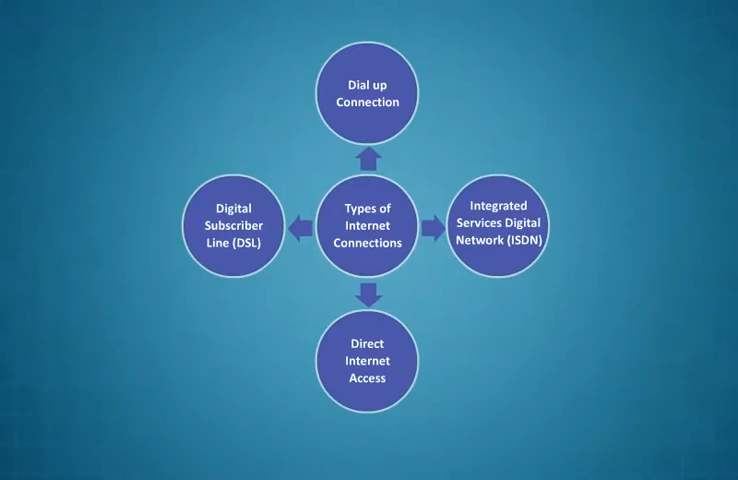 Dial up
Connection
Digital
Subscriber
Line (DSL)
Types of
Internet
Connections
Integrated
Services Digital
Network (ISDN)
Direct
Internet
Access